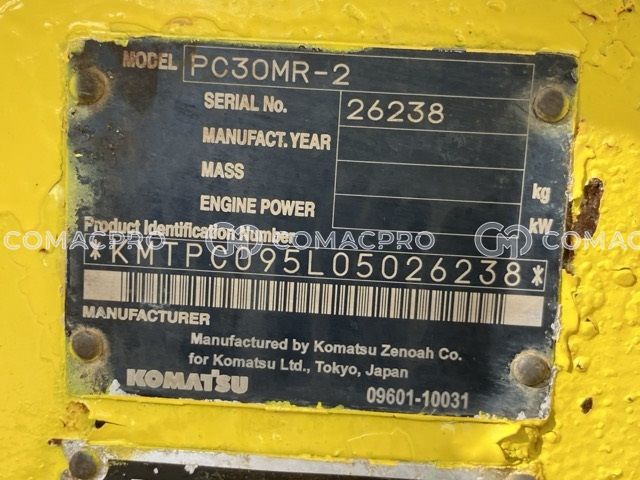 MODEL PC30MR-2
SERIAL No. 26238
MANUFACT. YEAR
MASS kg
ENGINE POWER kW
Product Identification Number
COMACPRO COMACPRO COMACPRO
*KMTPC095L05026238*
MANUFACTURER
Manufactured by Komatsu Zenoah Co.
for Komatsu Ltd., Tokyo, Japan
KOMATSU 09601-10031